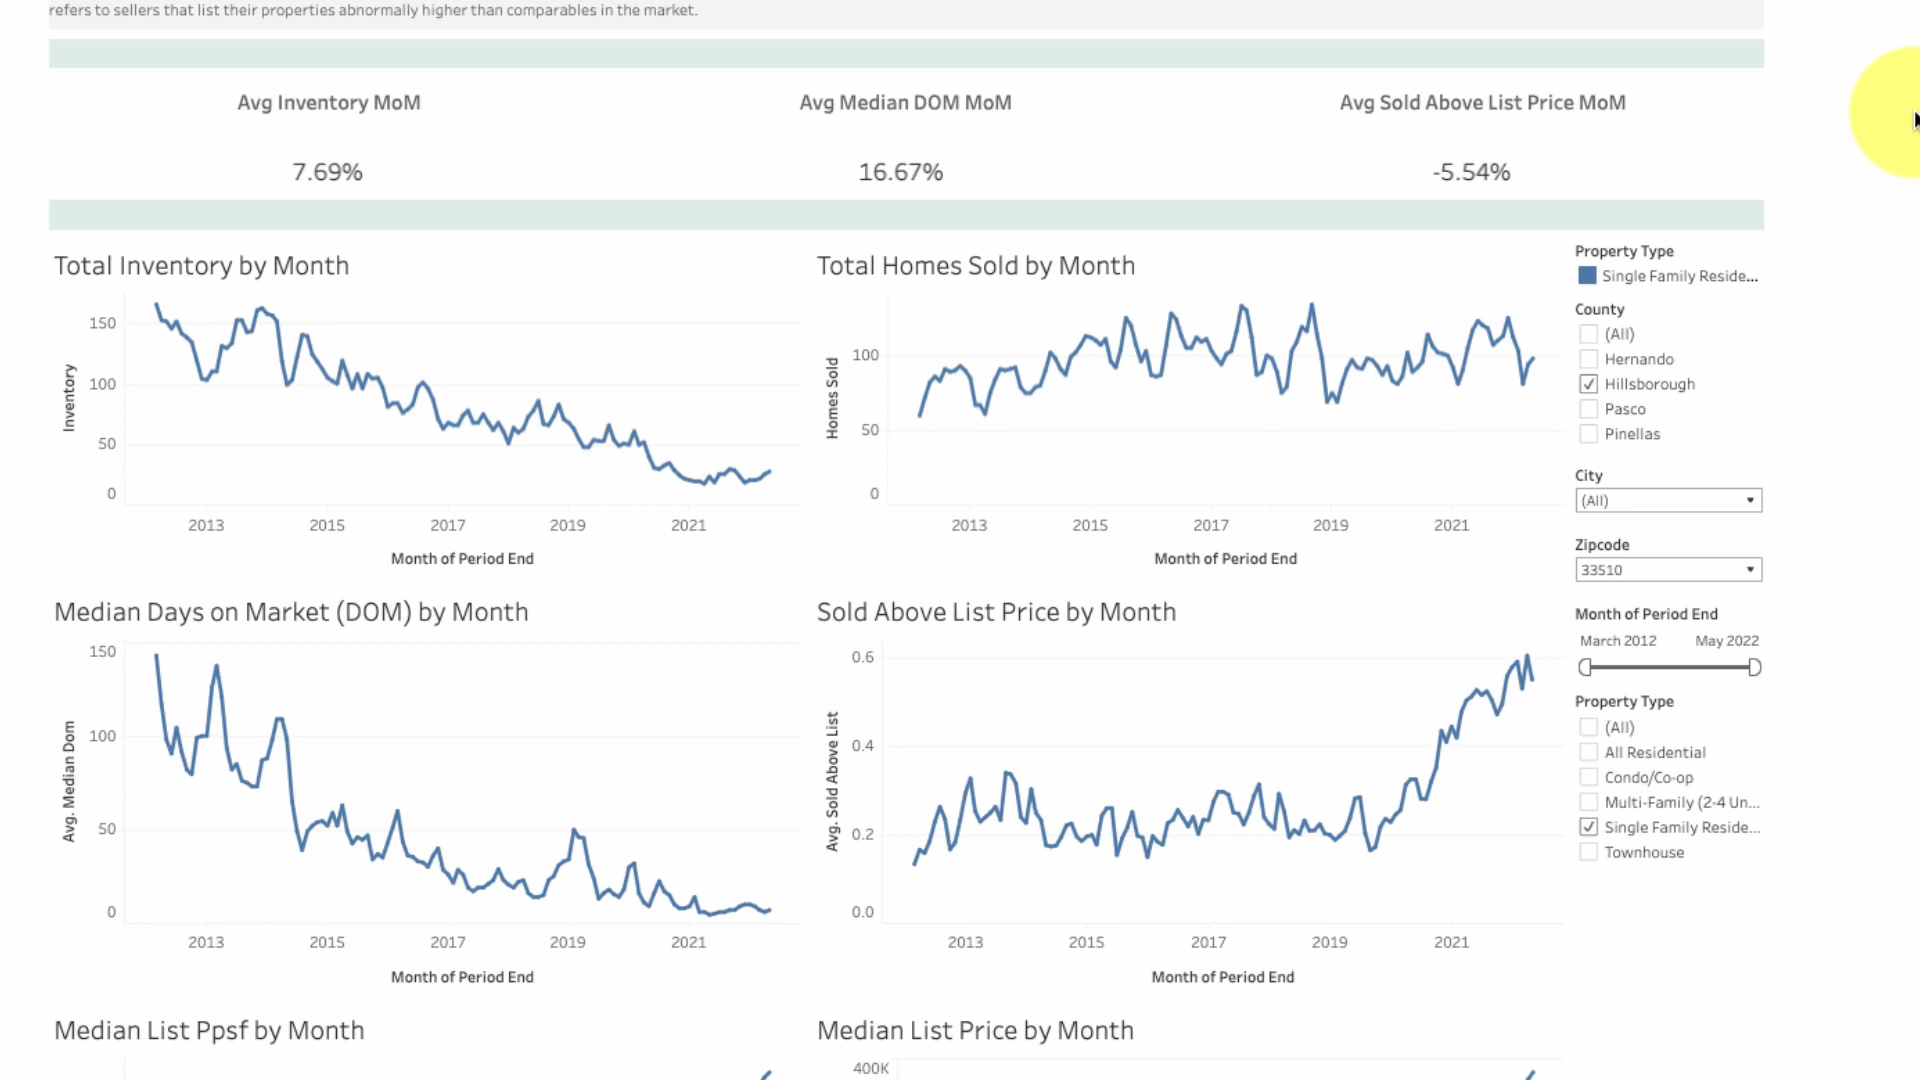 refers to sellers that list their properties abnormally higher than comparables in the market.
Avg Inventory MoM
Avg Median DOM MoM
Avg Sold Above List Price MoM
7.69%
16.67%
-5.54%
Total Inventory by Month
150
100
50
0
Inventory
2013
2015
2017
2019
2021
Month of Period End
Total Homes Sold by Month
100
50
0
Homes Sold
2013
2015
2017
2019
2021
Month of Period End
Property Type
Single Family Reside...
County
(All)
Hernando
Hillsborough
Pasco
Pinellas
City
(All)
Zipcode
33510
Month of Period End
March 2012 May 2022
Property Type
(All)
All Residential
Condo/Co-op
Multi-Family (2-4 Un...
Single Family Reside...
Townhouse
Median Days on Market (DOM) by Month
150
100
50
0
Avg. Median Dom
2013
2015
2017
2019
2021
Month of Period End
Sold Above List Price by Month
0.6
0.4
0.2
0.0
Avg. Sold Above List
2013
2015
2017
2019
2021
Month of Period End
Median List Ppsf by Month
Median List Price by Month
400K